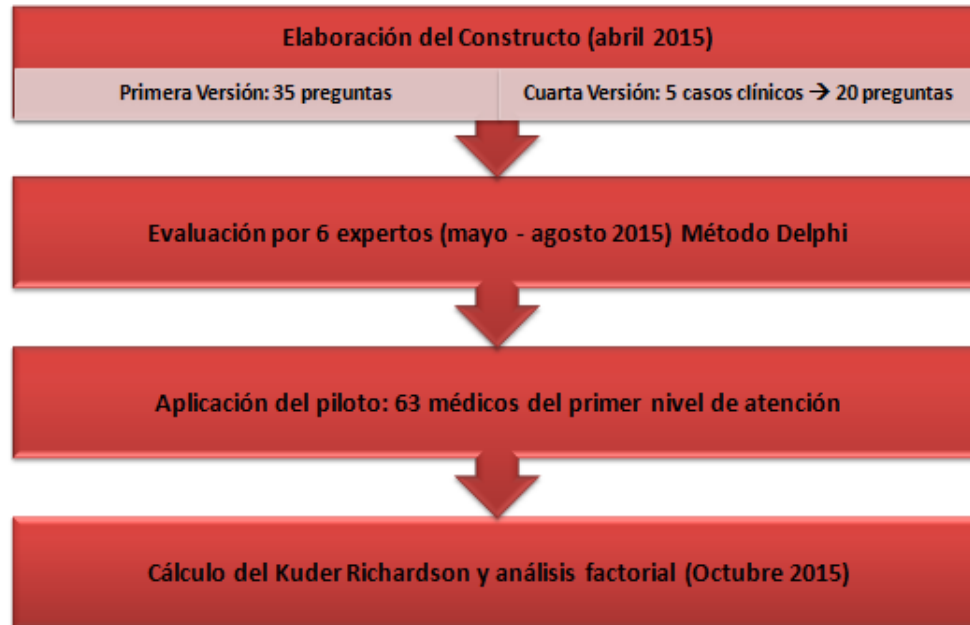 Elaboración del Constructo (abril 2015)
Primera Versión: 35 preguntas
Cuarta Versión: 5 casos clínicos → 20 preguntas
Evaluación por 6 expertos (mayo - agosto 2015) Método Delphi
Aplicación del piloto: 63 médicos del primer nivel de atención
Cálculo del Kuder Richardson y análisis factorial (Octubre 2015)